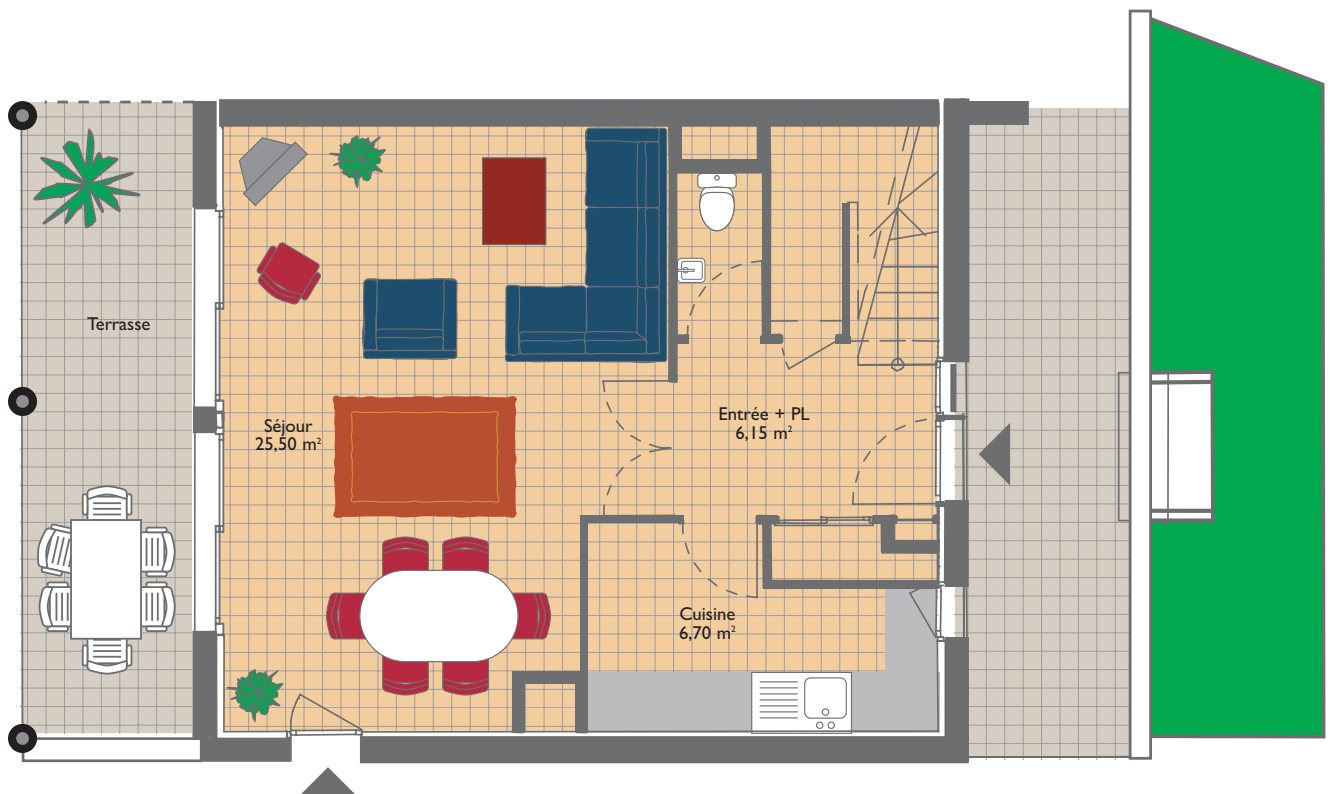 Terrasse
Séjour
25,50 m²
Entrée + PL
6,15 m²
Cuisine
6,70 m²